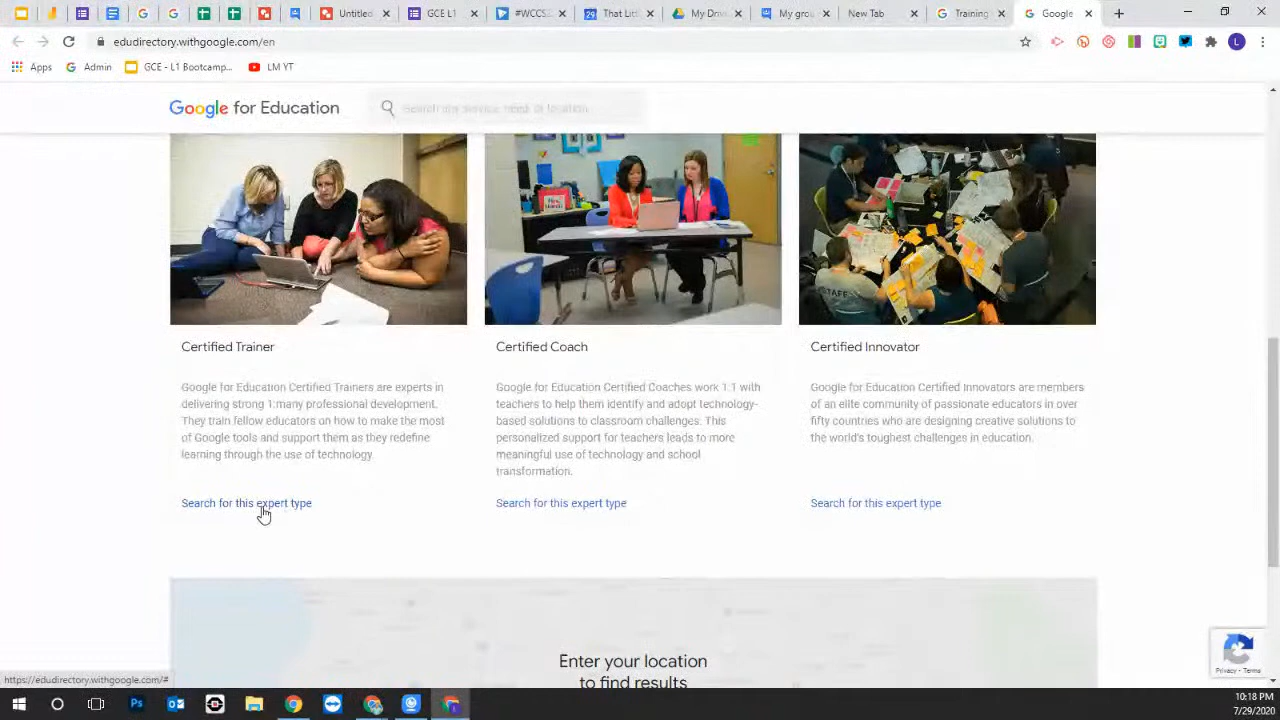 Untitled
GCE L1
#WCCS
That Littl
My Driv
My grou
New Tab
Training
Google
edudirectory.withgoogle.com/en
Apps
Admin
GCE - L1 Bootcamp...
LM YT
Google for Education
Search any service, need or location
Certified Trainer
Google for Education Certified Trainers are experts in
delivering strong 1:many professional development.
They train fellow educators on how to make the most
of Google tools and support them as they redefine
learning through the use of technology.
Search for this expert type
Certified Coach
Google for Education Certified Coaches work 1:1 with
teachers to help them identify and adopt technology-
based solutions to classroom challenges. This
personalized support for teachers leads to more
meaningful use of technology and school
transformation.
Search for this expert type
Certified Innovator
Google for Education Certified Innovators are members
of an elite community of passionate educators in over
fifty countries who are designing creative solutions to
the world's toughest challenges in education.
Search for this expert type
Enter your location
to find results
Privacy - Terms
https://edudirectory.withgoogle.com/#
10:18 PM
7/29/2020